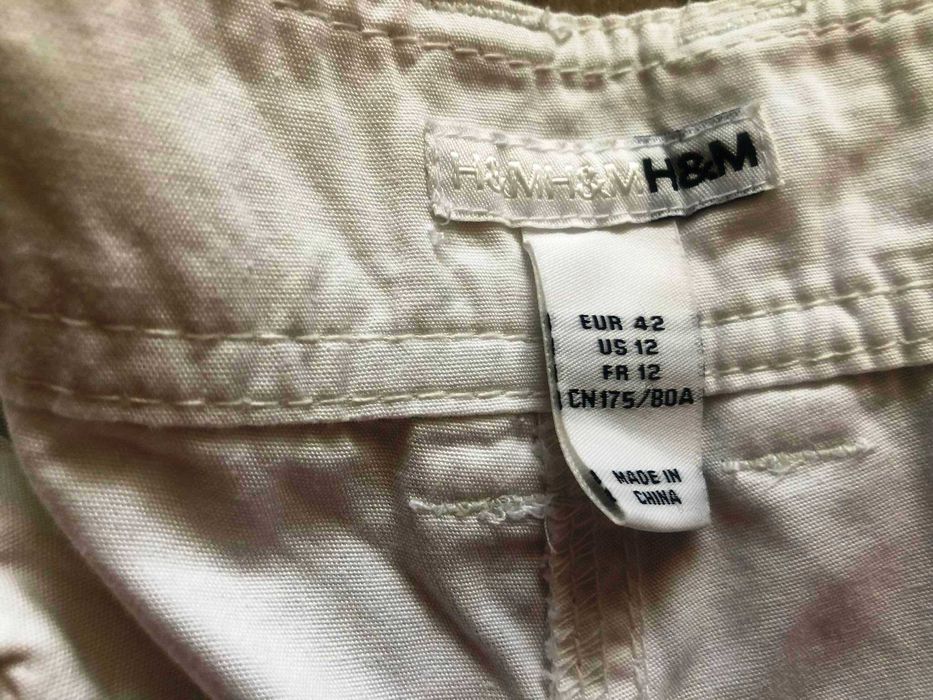 H&MH&MH&M
EUR 42
US 12
FR 12
CN175/80A
MADE IN
CHINA